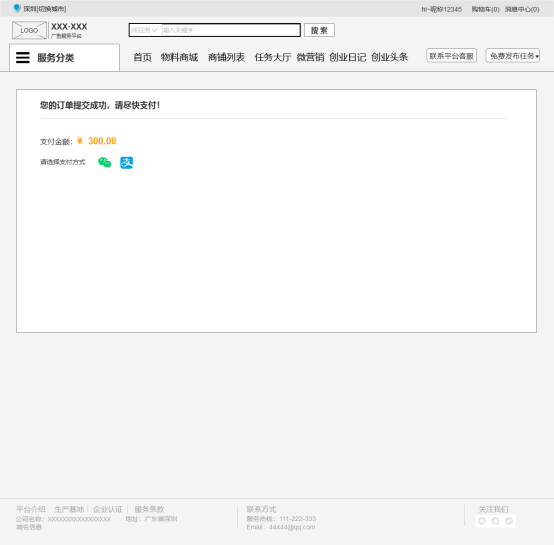 深圳[切换城市]
hi~昵称12345 购物车(0) 消息中心(0)
LOGO
XXX·XXX
广告服务平台
找任务 输入关键字
搜 索
服务分类
首页 物料商城 商铺列表 任务大厅 微营销 创业日记 创业头条
联系平台客服 免费发布任务▾
您的订单提交成功，请尽快支付！
支付金额：¥ 300.00
请选择支付方式
支
平台介绍 生产基地 | 企业认证 | 服务条款
公司名称：XXXXXXXXXXXXXXXXX 地址：广东省深圳
域名信息
联系方式
服务热线：111-222-333
Email：44444@qq.com
关注我们